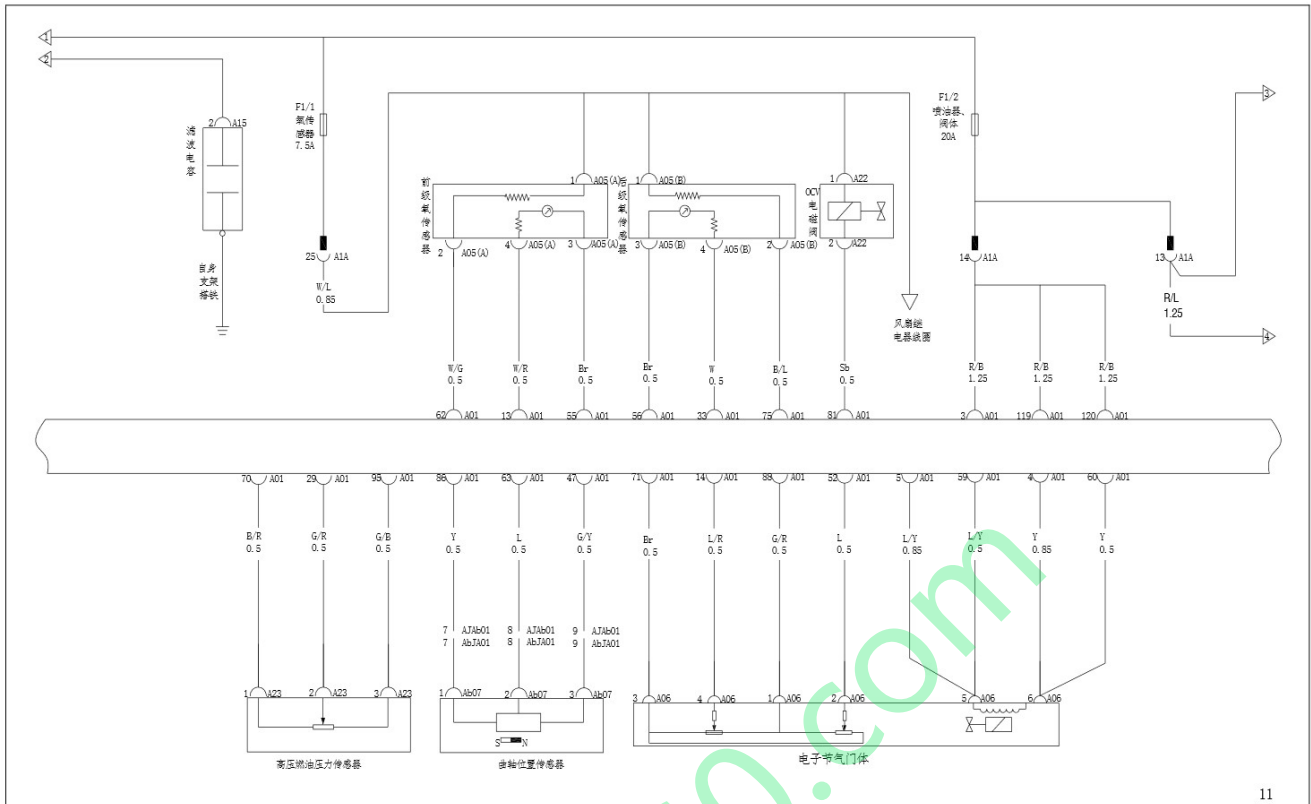 1
2
3
4
F1/1
氧传
感器
7.5A
F1/2
喷油器、
阀体
20A
2 A15
滤波电容
自身
支架
搭铁
25 A1A
W/L
0.85
前级氧传感器
1 A05(A)
2 A05(A)
4 A05(A)
3 A05(A)
后级氧传感器
1 A05(B)
3 A05(B)
4 A05(B)
2 A05(B)
OCV电磁阀
1 A22
2 A22
风扇继
电器线圈
14 A1A
13 A1A
R/L
1.25
W/G
0.5
W/R
0.5
Br
0.5
Br
0.5
W
0.5
B/L
0.5
Sb
0.5
R/B
1.25
R/B
1.25
R/B
1.25
62 A01
13 A01
55 A01
56 A01
33 A01
75 A01
81 A01
3 A01
119 A01
120 A01
70 A01
29 A01
95 A01
86 A01
63 A01
47 A01
71 A01
14 A01
89 A01
52 A01
5 A01
59 A01
4 A01
60 A01
B/R
0.5
G/R
0.5
G/B
0.5
Y
0.5
L
0.5
G/Y
0.5
Br
0.5
L/R
0.5
G/R
0.5
L
0.5
L/Y
0.85
L/Y
0.5
Y
0.85
Y
0.5
7 AJAb01
7 AbJA01
8 AJAb01
8 AbJA01
9 AJAb01
9 AbJA01
1 A23
2 A23
3 A23
1 Ab07
2 Ab07
3 Ab07
3 A06
4 A06
1 A06
2 A06
5 A06
6 A06
S N
高压燃油压力传感器
曲轴位置传感器
电子节气门体
11